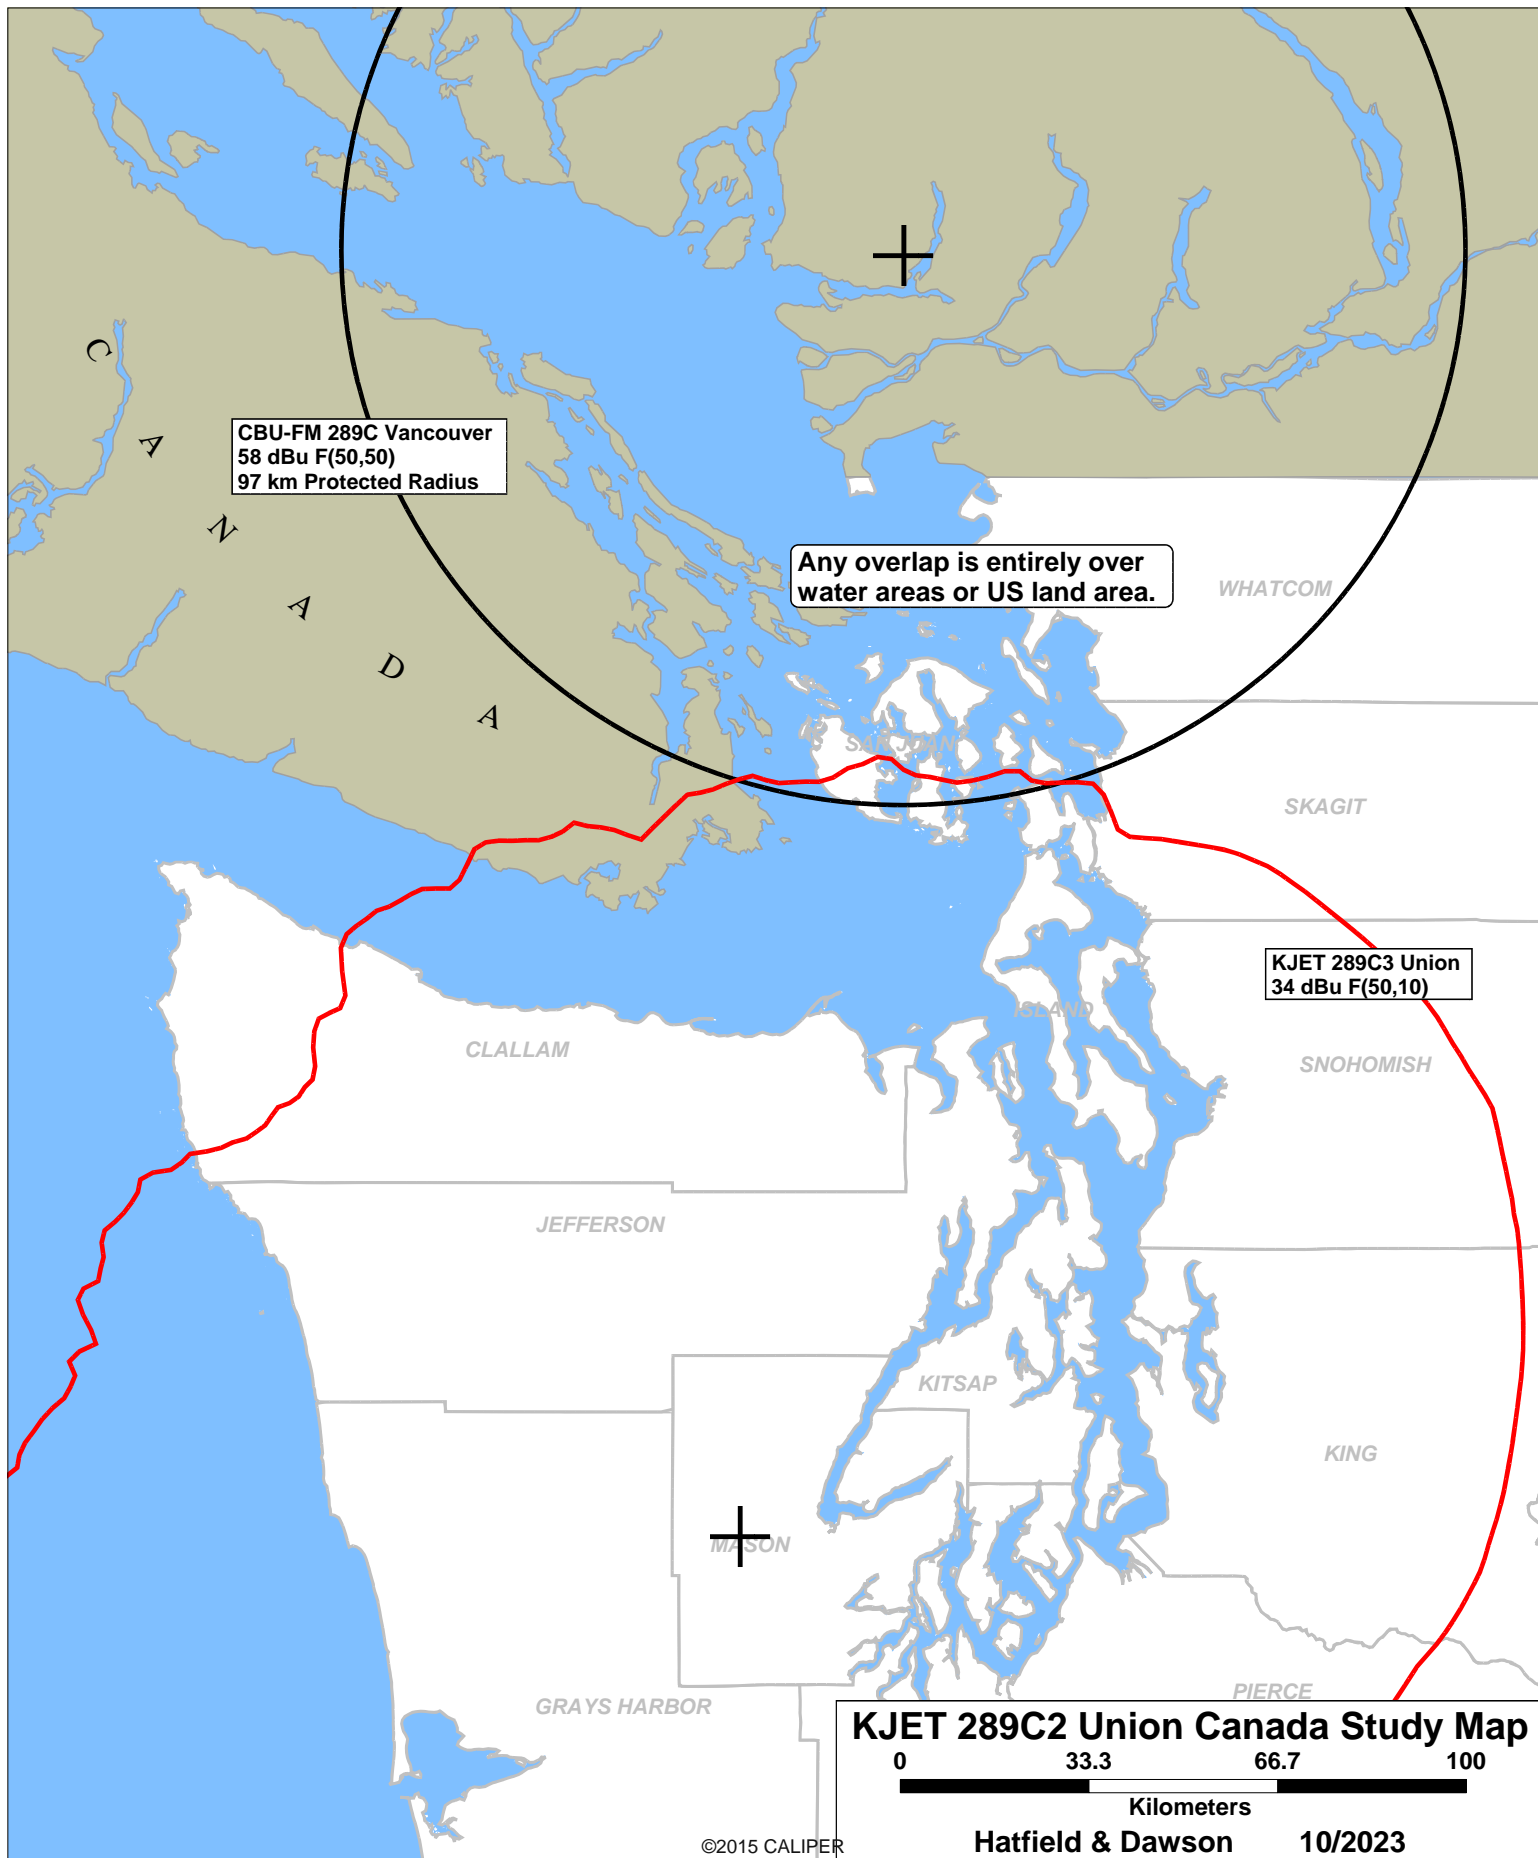 C
A
N
A
D
A
CBU-FM 289C Vancouver
58 dBu F(50,50)
97 km Protected Radius
Any overlap is entirely over
water areas or US land area.
WHATCOM
SAN JUAN
SKAGIT
KJET 289C3 Union
34 dBu F(50,10)
ISLAND
CLALLAM
SNOHOMISH
JEFFERSON
KITSAP
KING
MASON
GRAYS HARBOR
PIERCE
KJET 289C2 Union Canada Study Map
0 33.3 66.7 100
Kilometers
Hatfield & Dawson 10/2023
©2015 CALIPER